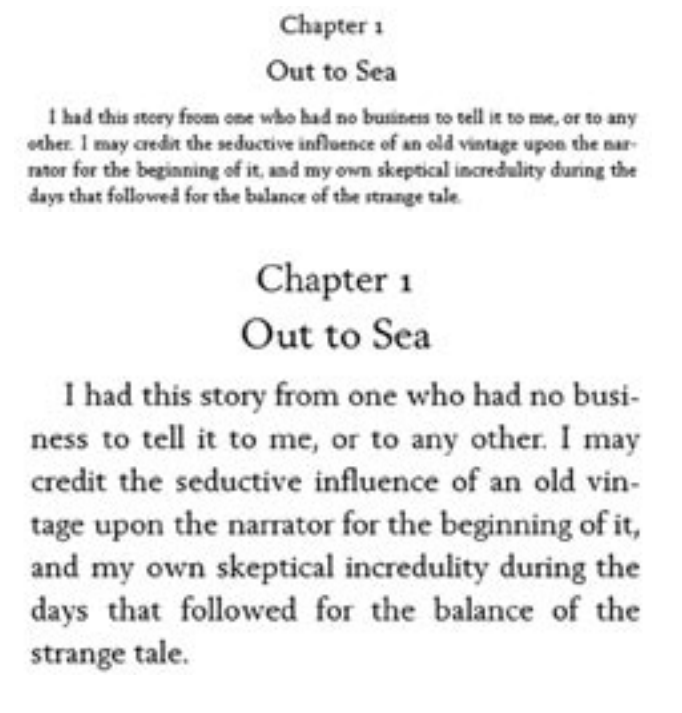 Chapter 1
Out to Sea
I had this story from one who had no business to tell it to me, or to any
other. I may credit the seductive influence of an old vintage upon the nar-
rator for the beginning of it, and my own skeptical incredulity during the
days that followed for the balance of the strange tale.
Chapter 1
Out to Sea
I had this story from one who had no busi-
ness to tell it to me, or to any other. I may
credit the seductive influence of an old vin-
tage upon the narrator for the beginning of it,
and my own skeptical incredulity during the
days that followed for the balance of the
strange tale.